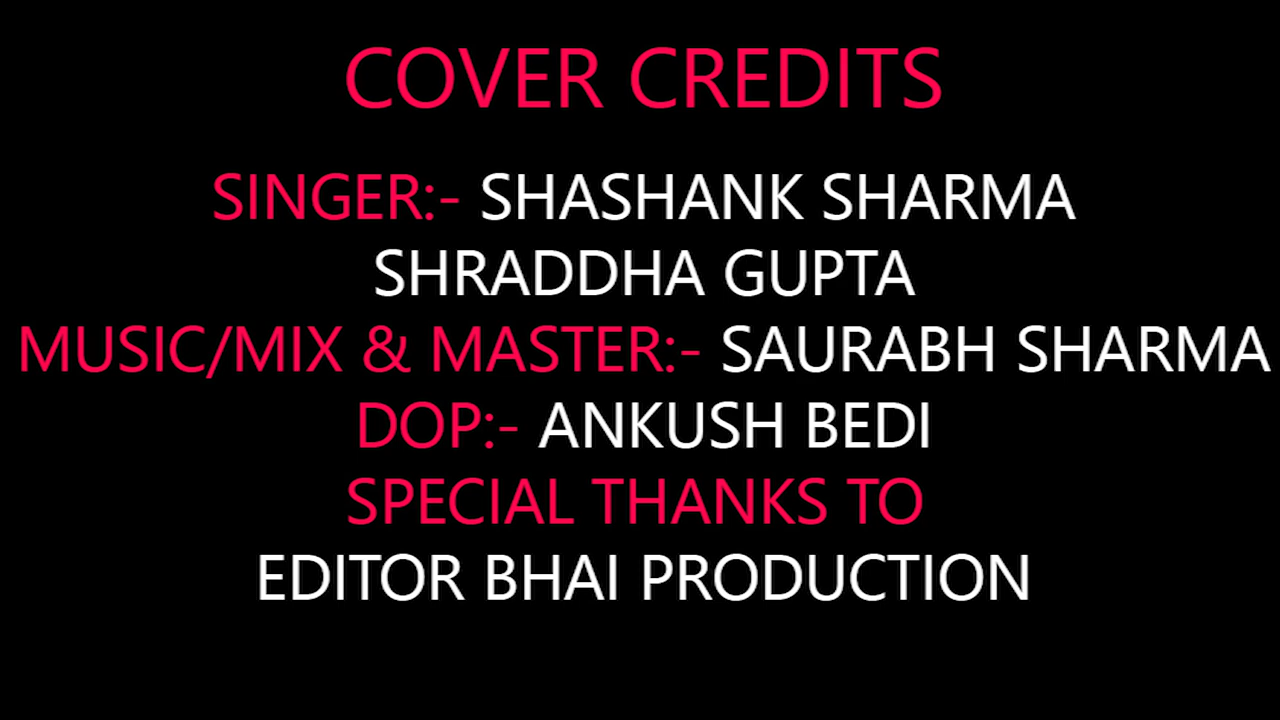 COVER CREDITS
SINGER:- SHASHANK SHARMA
SHRADDHA GUPTA
MUSIC/MIX & MASTER:- SAURABH SHARMA
DOP:- ANKUSH BEDI
SPECIAL THANKS TO
EDITOR BHAI PRODUCTION